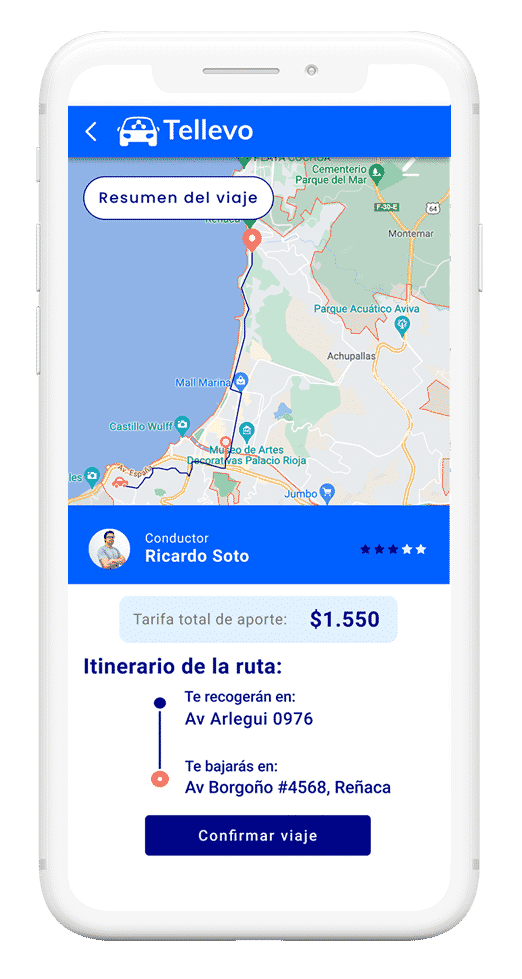 Tellevo
PLAYA COCHOA
Cementerio
Parque del Mar
Resumen del viaje
F-30-E
64
Reñaca
Montemar
Parque Acuático Aviva
Achupallas
Mall Marina
Castillo Wulff
Museo de Artes
Decorativas Palacio Rioja
Av. España
les
Jumbo
Conductor
Ricardo Soto
Tarifa total de aporte: $1.550
Itinerario de la ruta:
Te recogerán en:
Av Arlegui 0976
Te bajarás en:
Av Borgoño #4568, Reñaca
Confirmar viaje